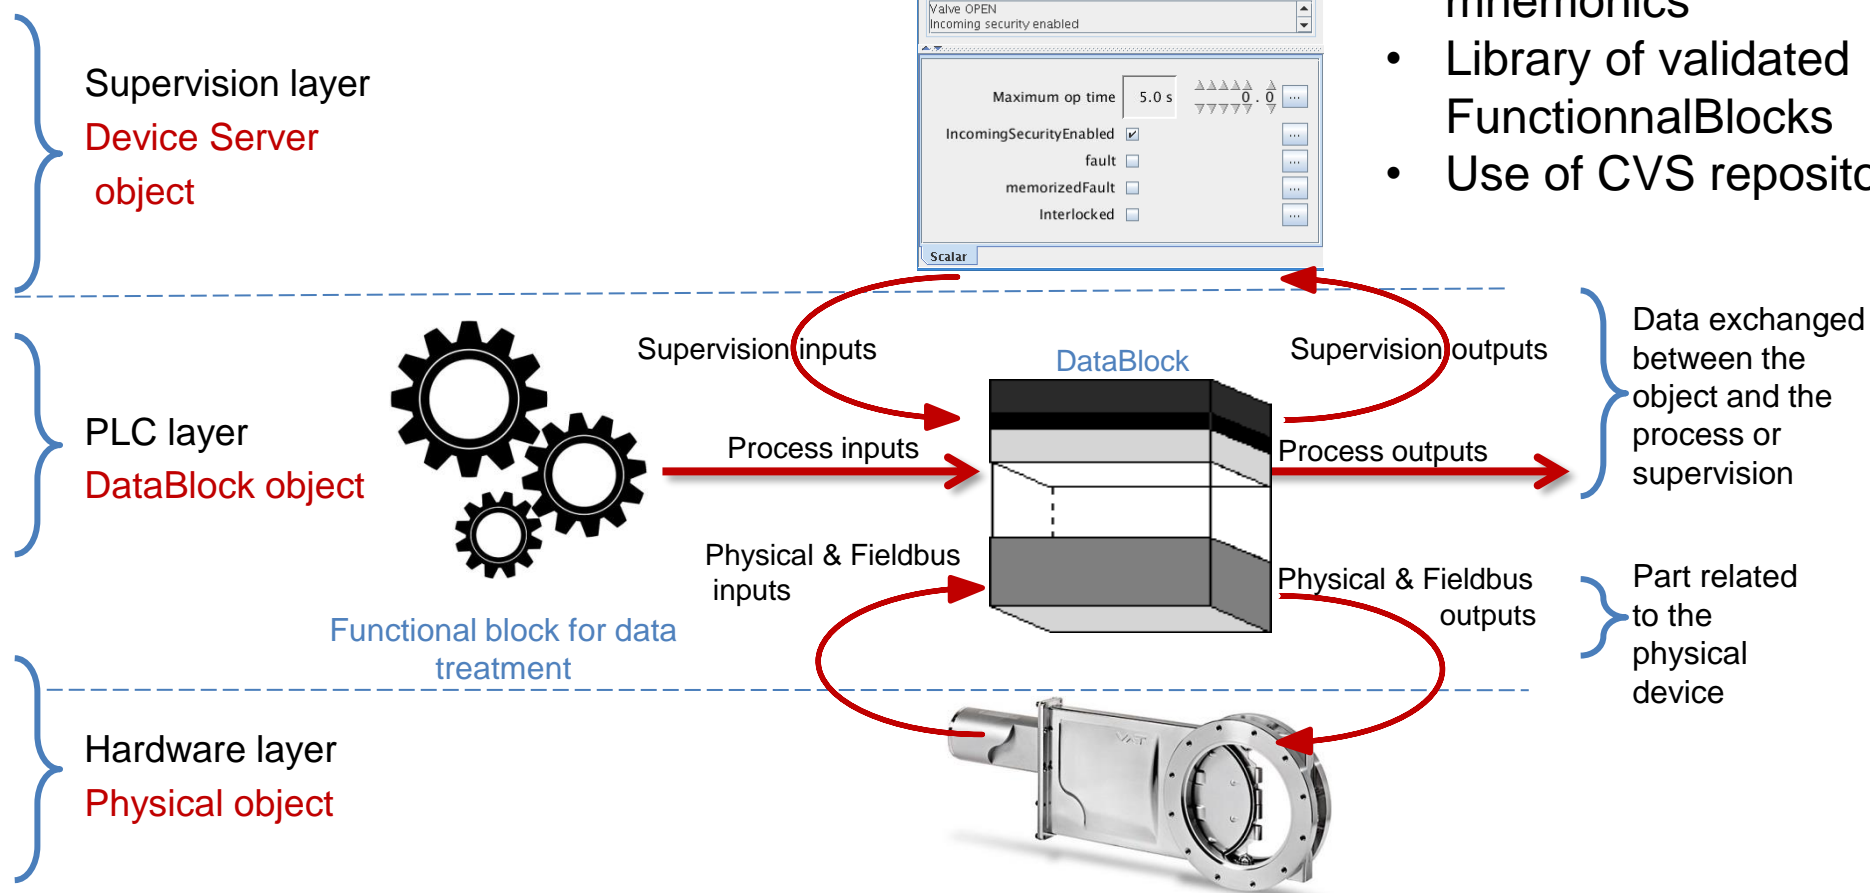 Valve OPEN
Incoming security enabled
mnemonics
• Library of validated
FunctionnalBlocks
• Use of CVS
Supervision layer
Device Server
object
Maximum op time 5.0 s 0 . 0 ...
IncomingSecurityEnabled ...
fault ...
memorizedFault ...
Interlocked ...
Scalar
Supervision inputs
DataBlock
Supervision outputs
Data exchanged
between the
object and the
process or
supervision
PLC layer
DataBlock object
Process inputs
Process outputs
Physical & Fieldbus
inputs
Physical & Fieldbus
outputs
Part related
to the
physical
device
Functional block for data
treatment
Hardware layer
Physical object
VAT